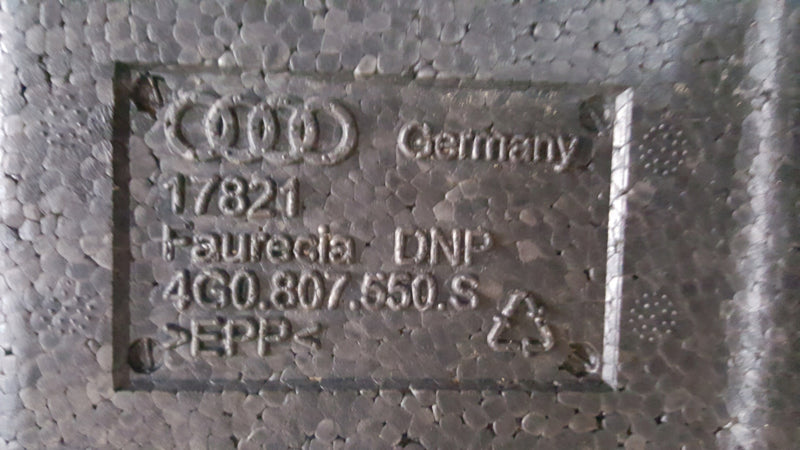 Germany
17821
Faurecia DNP
4G0.807.550.S
>EPP<